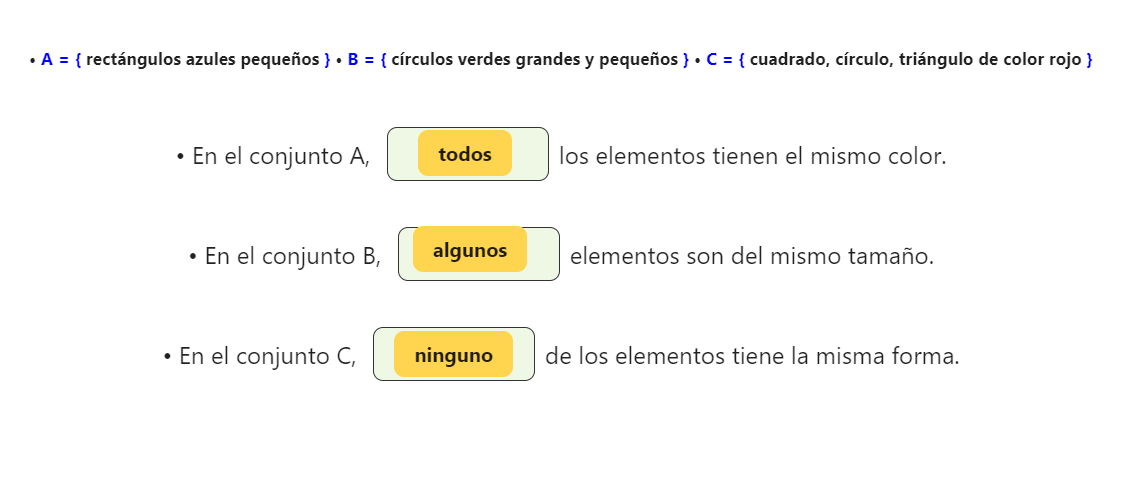 • A = { rectángulos azules pequeños } • B = { círculos verdes grandes y pequeños } • C = { cuadrado, círculo, triángulo de color rojo }
• En el conjunto A, todos los elementos tienen el mismo color.
• En el conjunto B, algunos elementos son del mismo tamaño.
• En el conjunto C, ninguno de los elementos tiene la misma forma.